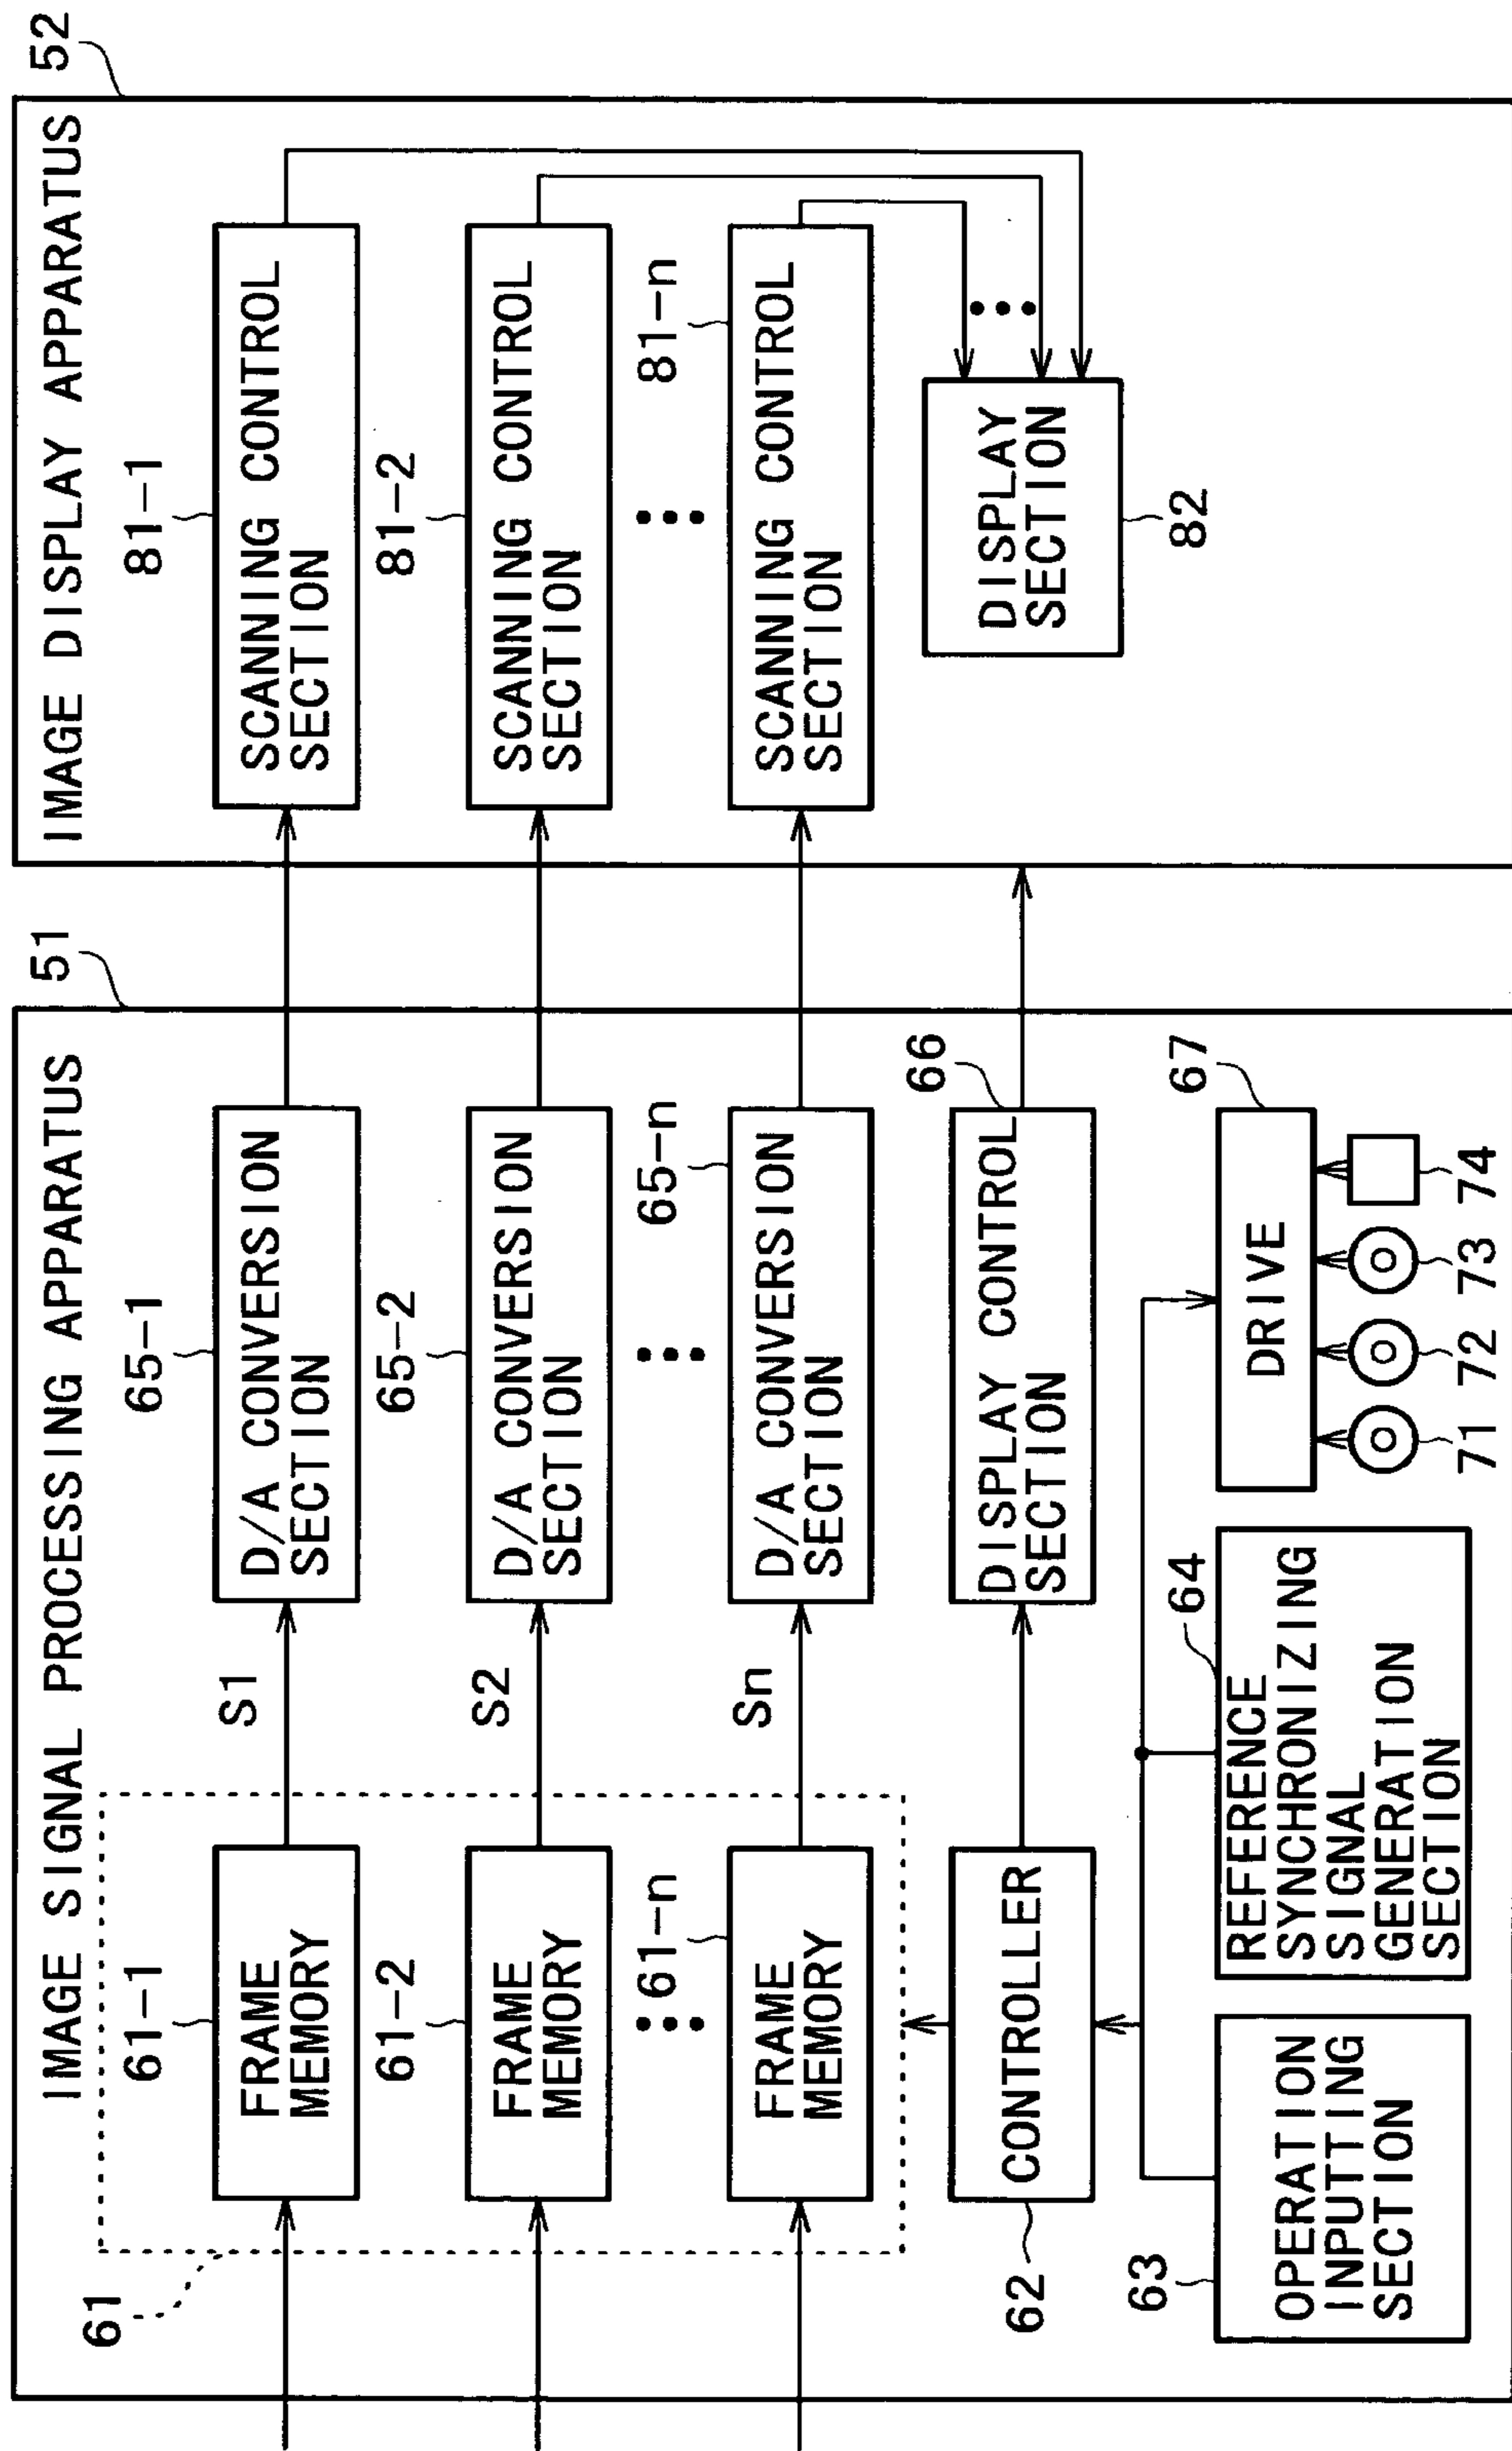 IMAGE SIGNAL PROCESSING APPARATUS
51
61
61-1
FRAME
MEMORY
S1
65-1
D/A CONVERSION
SECTION
61-2
FRAME
MEMORY
S2
65-2
D/A CONVERSION
SECTION
61-n
FRAME
MEMORY
Sn
65-n
D/A CONVERSION
SECTION
62
CONTROLLER
66
DISPLAY CONTROL
SECTION
63
OPERATION
INPUTTING
SECTION
64
REFERENCE
SYNCHRONIZING
SIGNAL
GENERATION
SECTION
67
DRIVE
71
72
73
74
IMAGE DISPLAY APPARATUS
52
81-1
SCANNING CONTROL
SECTION
81-2
SCANNING CONTROL
SECTION
81-n
SCANNING CONTROL
SECTION
DISPLAY
SECTION
82